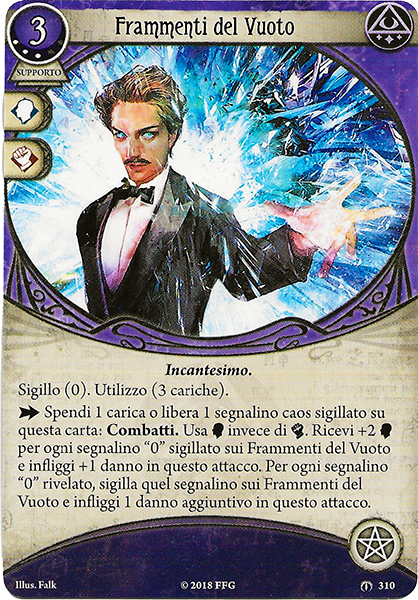 3
Frammenti del Vuoto
SUPPORTO
Incantesimo.
Sigillo (0). Utilizzo (3 cariche).
Spendi 1 carica o libera 1 segnalino caos sigillato su
questa carta: Combatti. Usa invece di . Ricevi +2
per ogni segnalino “0” sigillato sui Frammenti del Vuoto
e infliggi +1 danno in questo attacco. Per ogni segnalino
“0” rivelato, sigilla quel segnalino sui Frammenti del
Vuoto e infliggi 1 danno aggiuntivo in questo attacco.
Illus. Falk
© 2018 FFG
310